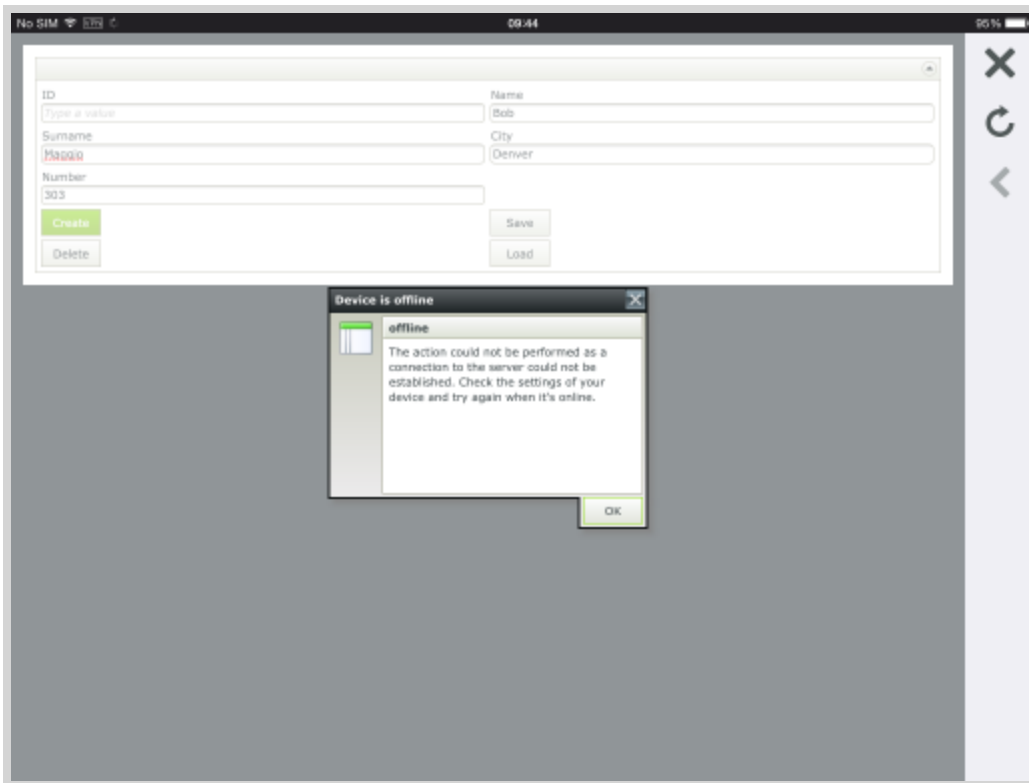 No SIM VPN 09:44 95%
ID Name
Type a value Bob
Surname City
Maggio Denver
Number
303
Create Save
Delete Load
Device is offline
offline
The action could not be performed as a
connection to the server could not be
established. Check the settings of your
device and try again when it's online.
OK